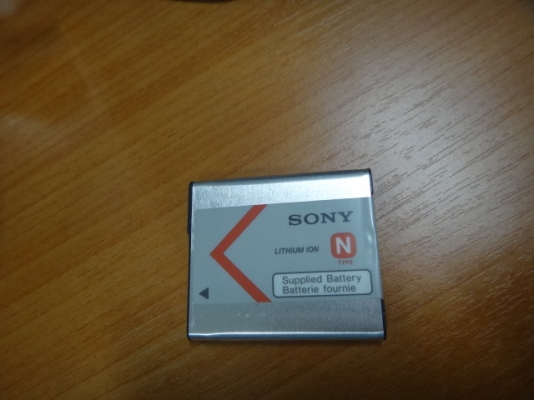 SONY
LITHIUM ION
N
TYPE
Supplied Battery
Batterie fournie